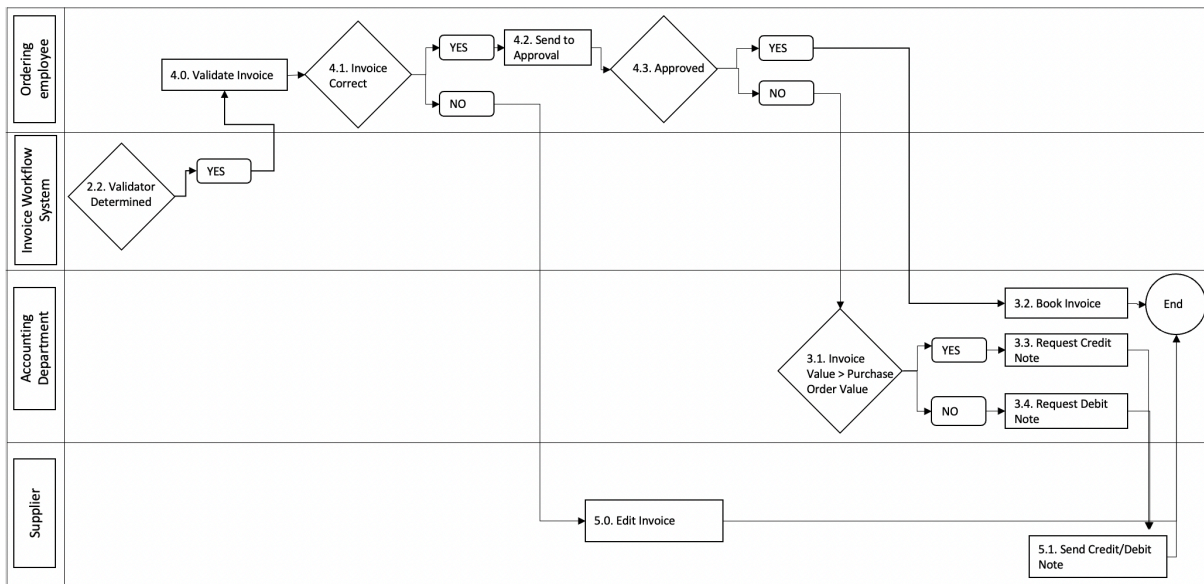 Ordering
employee
4.0. Validate Invoice
4.1. Invoice
Correct
YES
NO
4.2. Send to
Approval
4.3. Approved
YES
NO
Invoice Workflow
System
2.2. Validator
Determined
YES
Accounting
Department
3.1. Invoice
Value > Purchase
Order Value
YES
NO
3.2. Book Invoice
3.3. Request Credit
Note
3.4. Request Debit
Note
End
Supplier
5.0. Edit Invoice
5.1. Send Credit/Debit
Note